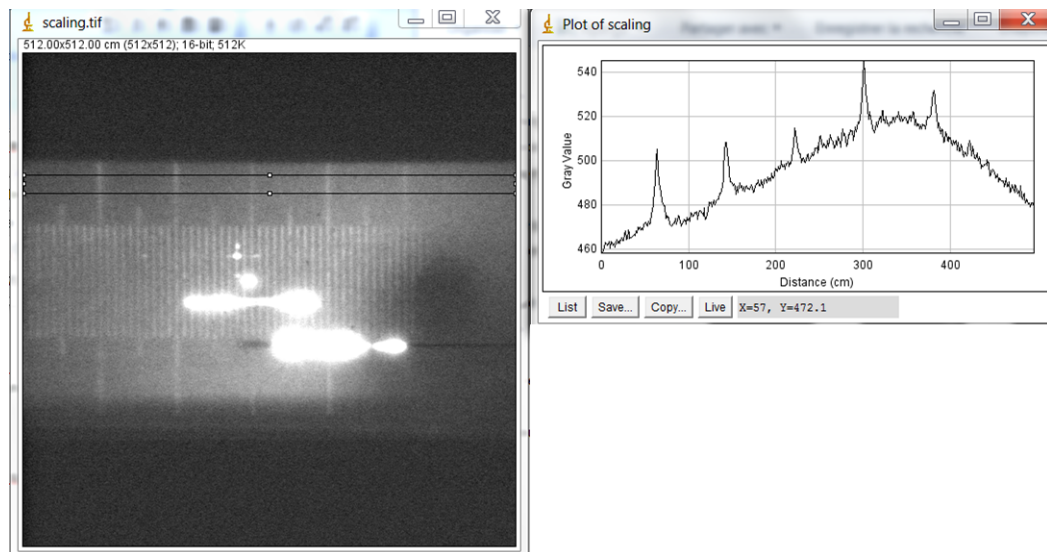 scaling.tif
512.00x512.00 cm (512x512); 16-bit; 512K
Plot of scaling
Partager avec
Enregistrer la recherche
540
520
500
480
460
Gray Value
0
100
200
300
400
Distance (cm)
List
Save...
Copy...
Live
X=57, Y=472.1